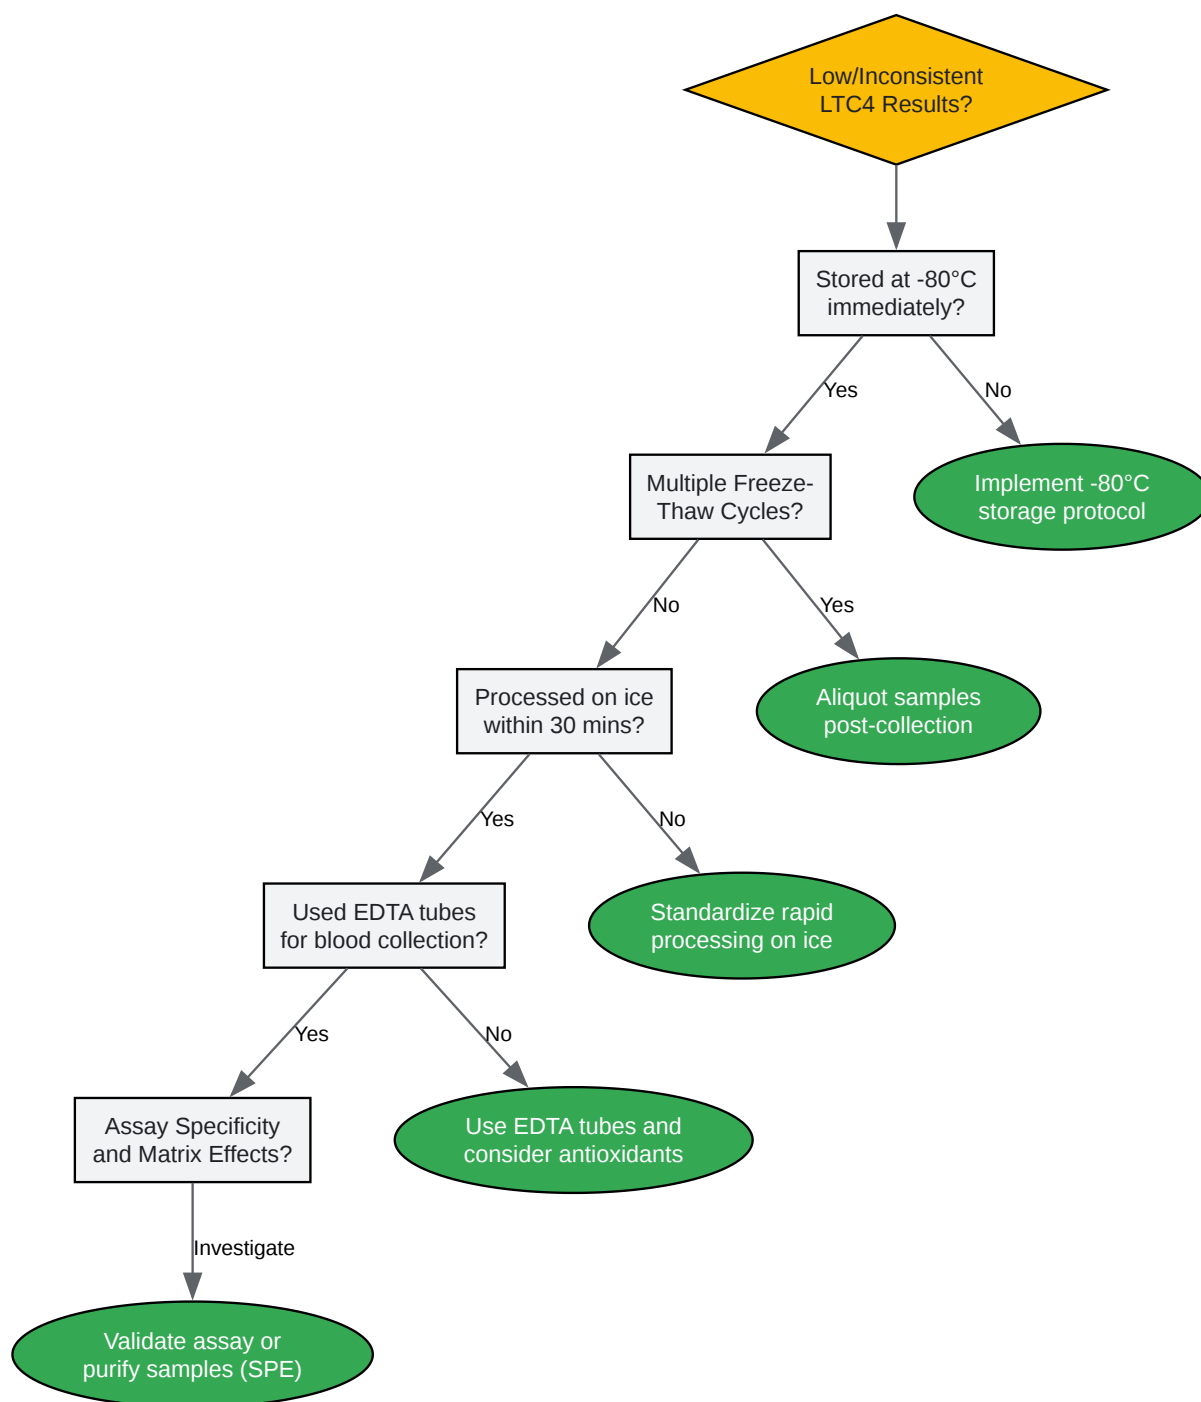 Low/Inconsistent
LTC4 Results?
Stored at -80°C
immediately?
Yes
No
Multiple Freeze-
Thaw Cycles?
Implement -80°C
storage protocol
No
Yes
Processed on ice
within 30 mins?
Aliquot samples
post-collection
Yes
No
Used EDTA tubes
for blood collection?
Standardize rapid
processing on ice
Yes
No
Assay Specificity
and Matrix Effects?
Use EDTA tubes and
consider antioxidants
Investigate
Validate assay or
purify samples (SPE)